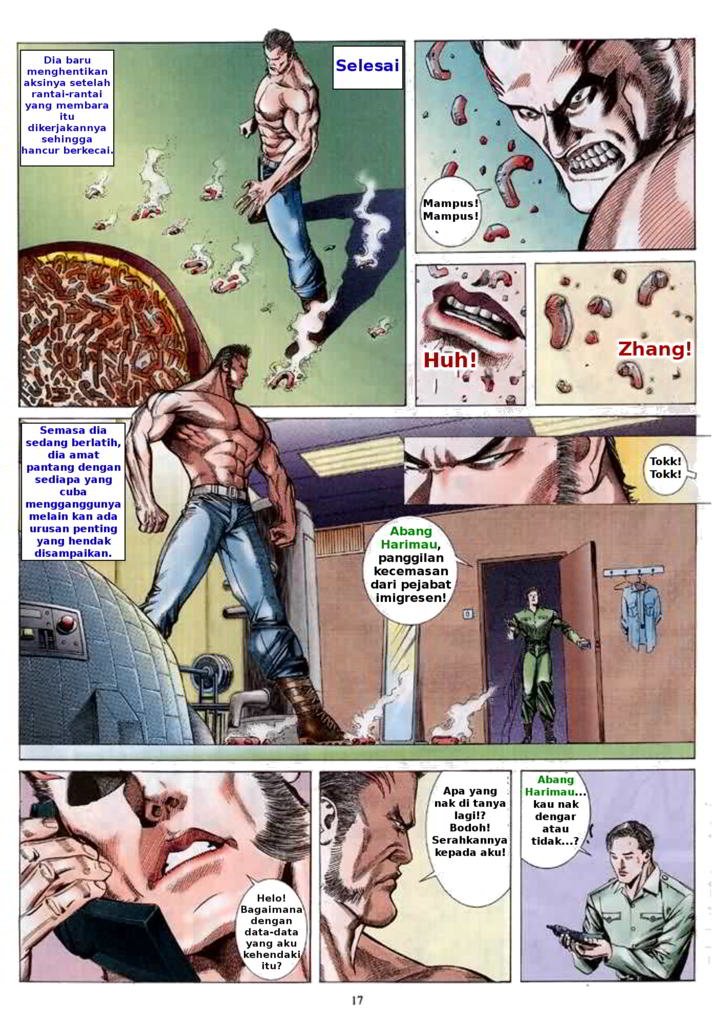 Dia baru
menghentikan
aksinya setelah
rantai-rantai
yang membara
itu
dikerjakannya
sehingga
hancur berkecai.
Selesai
Mampus!
Mampus!
Huh!
Zhang!
Semasa dia
sedang berlatih,
dia amat
pantang dengan
sediapa yang
cuba
mengganggunya
melain kan ada
urusan penting
yang hendak
disampaikan.
Tokk!
Tokk!
Abang
Harimau,
panggilan
kecemasan
dari pejabat
imigresen!
Helo!
Bagaimana
dengan
data-data
yang aku
kehendaki
itu?
Apa yang
nak di tanya
lagi!?
Bodoh!
Serahkannya
kepada aku!
Abang
Harimau...
kau nak
dengar
atau
tidak...?
17